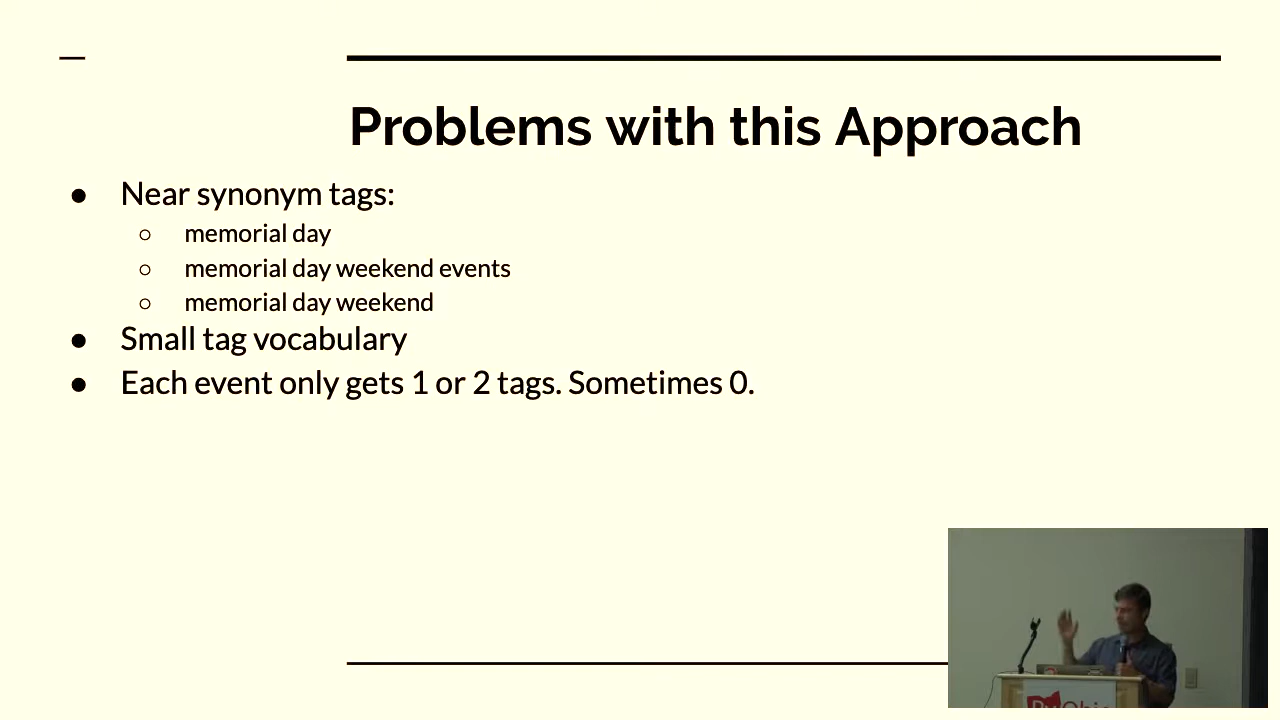 Problems with this Approach
● Near synonym tags:
○ memorial day
○ memorial day weekend events
○ memorial day weekend
● Small tag vocabulary
● Each event only gets 1 or 2 tags. Sometimes 0.
PyOhio